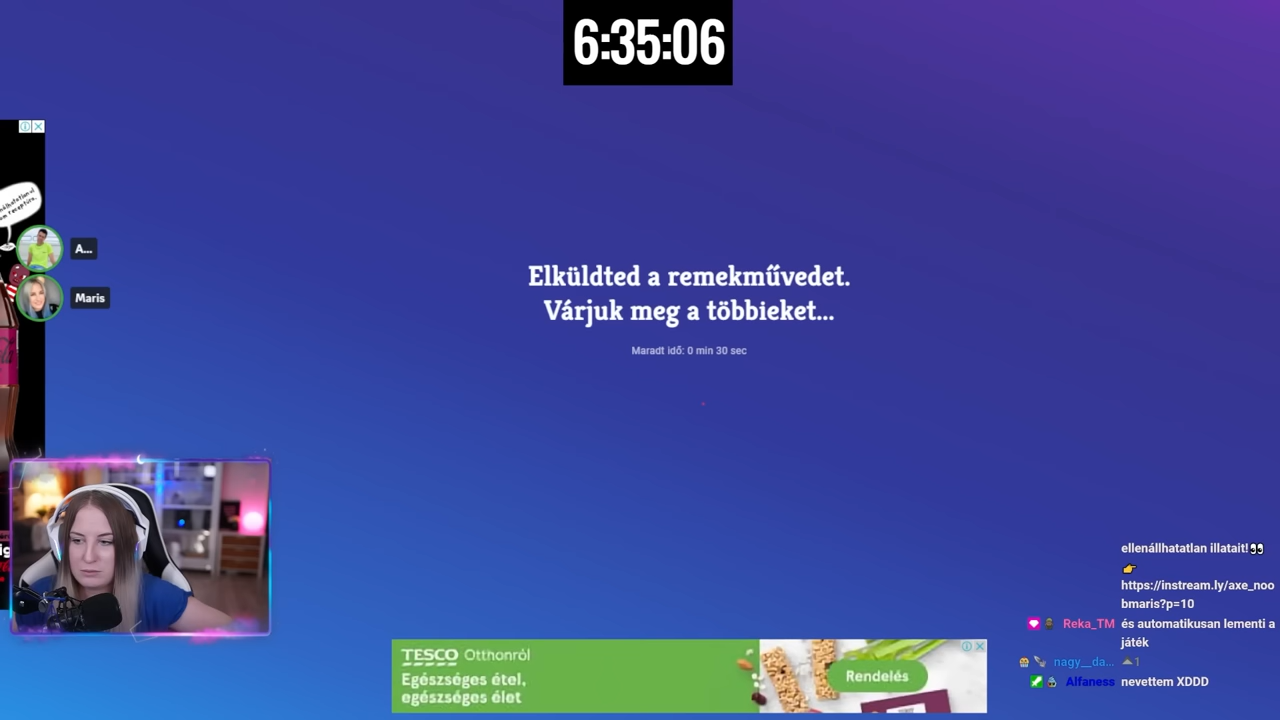 6:35:06
A...
Maris
Elküldted a remekművedet.
Várjuk meg a többieket...
Maradt idő: 0 min 30 sec
ellenállhatatlan illatait!👀
👉
https://instream.ly/axe_noo
bmaris?p=10
Reka_TM és automatikusan lementi a
játék
nagy__da... 1
Alfaness nevettem XDDD
TESCO Otthonról
Egészséges étel,
egészséges élet
Rendelés